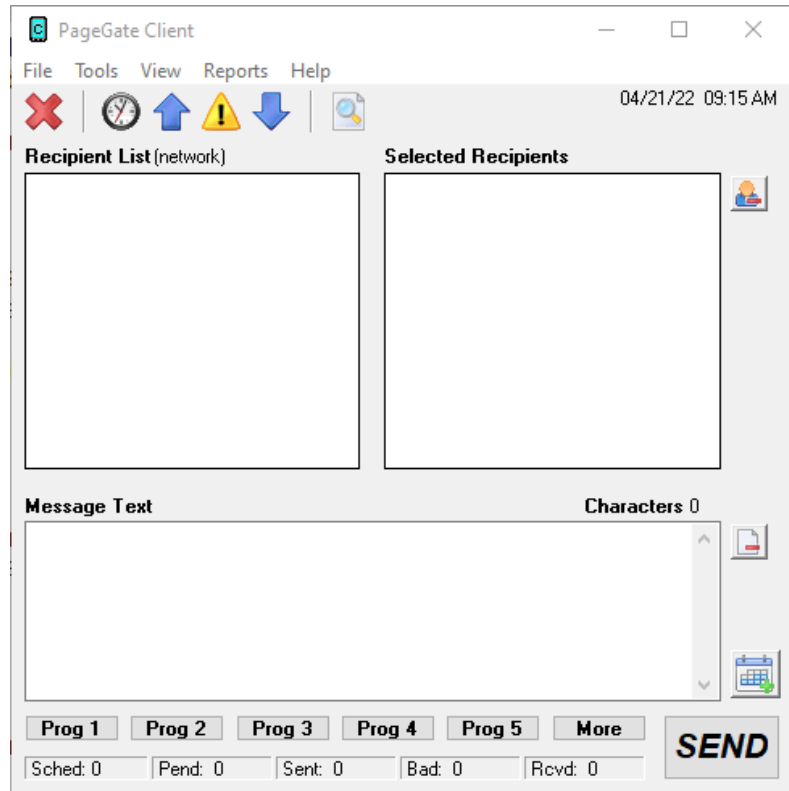 C PageGate Client
File Tools View Reports Help
04/21/22 09:15 AM
Recipient List (network) Selected Recipients
Message Text Characters 0
Prog 1 Prog 2 Prog 3 Prog 4 Prog 5 More
SEND
Sched: 0 Pend: 0 Sent: 0 Bad: 0 Rcvd: 0